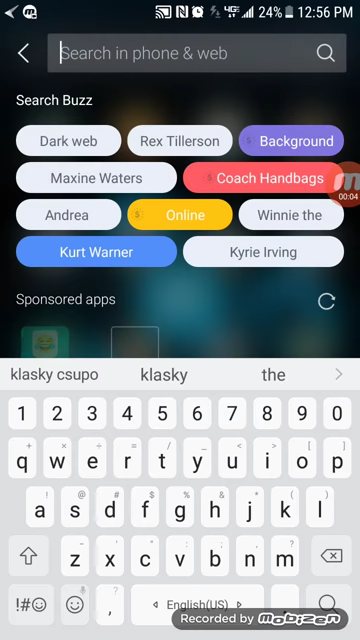 4G 24% 12:56 PM
Search in phone & web
Search Buzz
Dark web Rex Tillerson $ Background
Maxine Waters $ Coach Handbags
00:04
Andrea $ Online Winnie the
Kurt Warner Kyrie Irving
Sponsored apps
klasky csupo klasky the
1 2 3 4 5 6 7 8 9 0
+ × ÷ = / _ < > [ ]
q w e r t y u i o p
! @ # $ % & * ( )
a s d f g h j k l
- ' " : ; , ?
z x c v b n m
!#☺ , English(US) .
Recorded by Mobizen